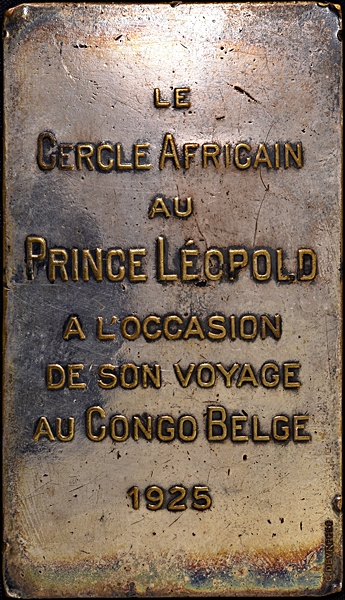 LE
CERCLE AFRICAIN
AU
PRINCE LÉOPOLD
A L'OCCASION
DE SON VOYAGE
AU CONGO BELGE
1925